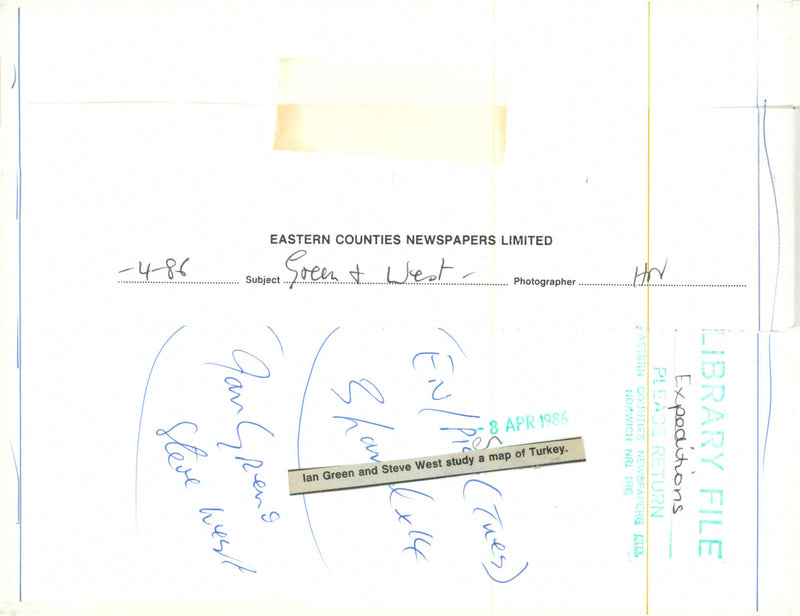 EASTERN COUNTIES NEWSPAPERS LIMITED
-4-86 Subject Green & West - Photographer HW
Ian Green
Steve West
EN/ (Tues)
- 8 APR 1986
Ian Green and Steve West study a map of Turkey.
LIBRARY FILE
Expeditions
PLEASE RETURN
EASTERN COUNTIES NEWSPAPERS LTD
NORWICH NR1 1RE